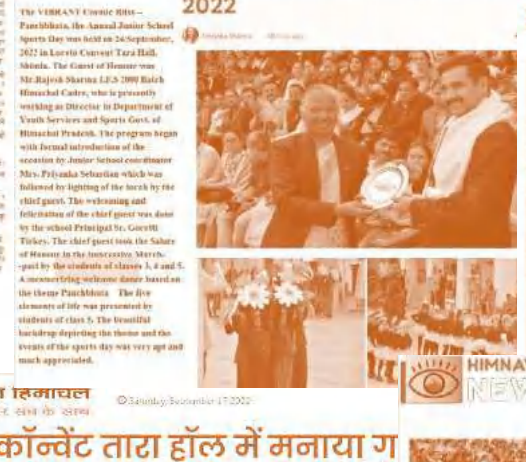 The VIBRANT Cosmic Bliss –
Panchbhuta, the Annual Junior School
Sports Day was held on 24 September,
2022 in Loreto Convent Tara Hall,
Shimla. The Guest of Honour was
Mr.Rajesh Sharma I.F.S 2000 Batch
Himachal Cadre, who is presently
working as Director in Department of
Youth Services and Sports Govt. of
Himachal Pradesh. The program began
with formal introduction of the
occasion by Junior School coordinator
Mrs. Priyanka Sebastian which was
followed by lighting of the torch by the
chief guest. The welcoming and
felicitation of the chief guest was done
by the school Principal Sr. Goretti
Tirkey. The chief guest took the Salute
of Honour in the impressive March-
-past by the students of classes 3, 4 and 5.
A mesmerizing welcome dance based on
the theme Panchbhuta The five
elements of life was presented by
students of class 5. The beautiful
backdrop depicting the theme and the
events of the sports day was very apt and
much appreciated.
2022
हिमाचल
के साथ
Saturday, September 17 2022
कॉन्वेंट तारा हॉल में मनाया ग
HIMNAY
NEW